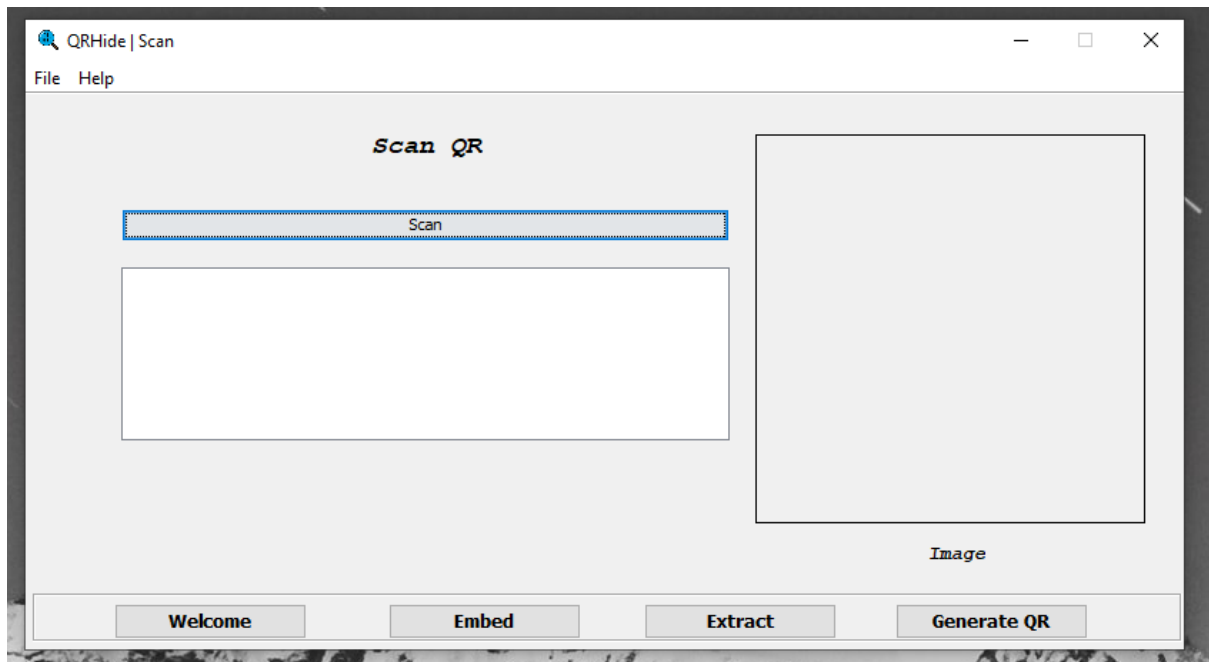 QRHide | Scan
File Help
Scan QR
Scan
Image
Welcome Embed Extract Generate QR